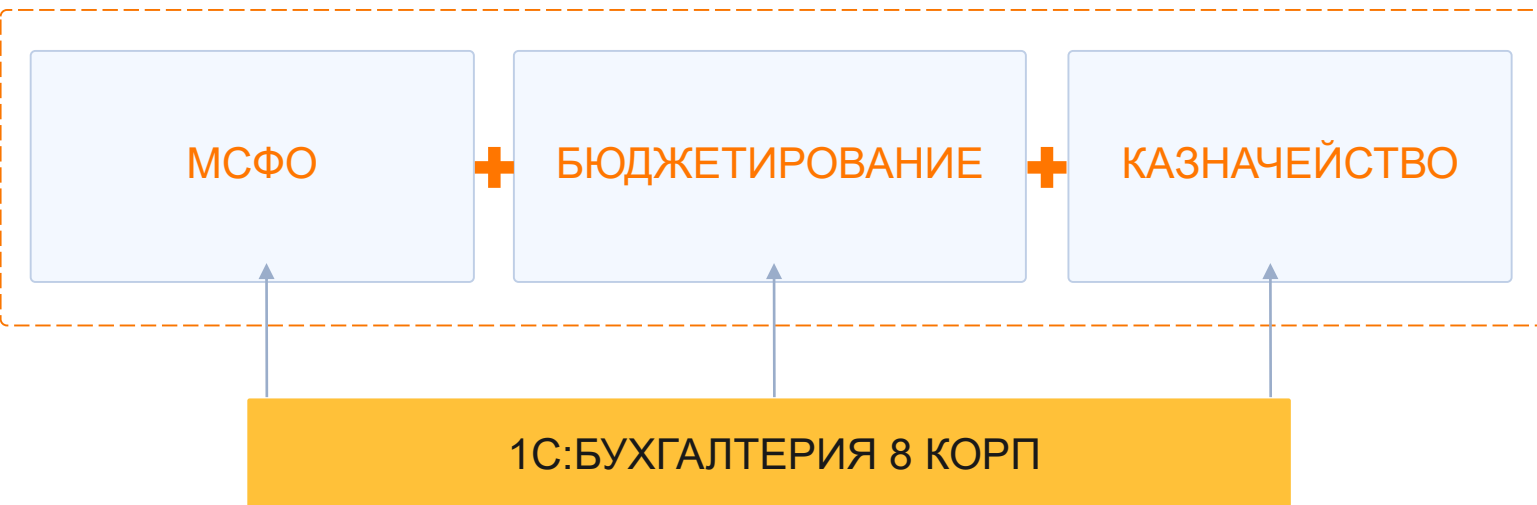 МСФО
БЮДЖЕТИРОВАНИЕ
КАЗНАЧЕЙСТВО
1С:БУХГАЛТЕРИЯ 8 КОРП